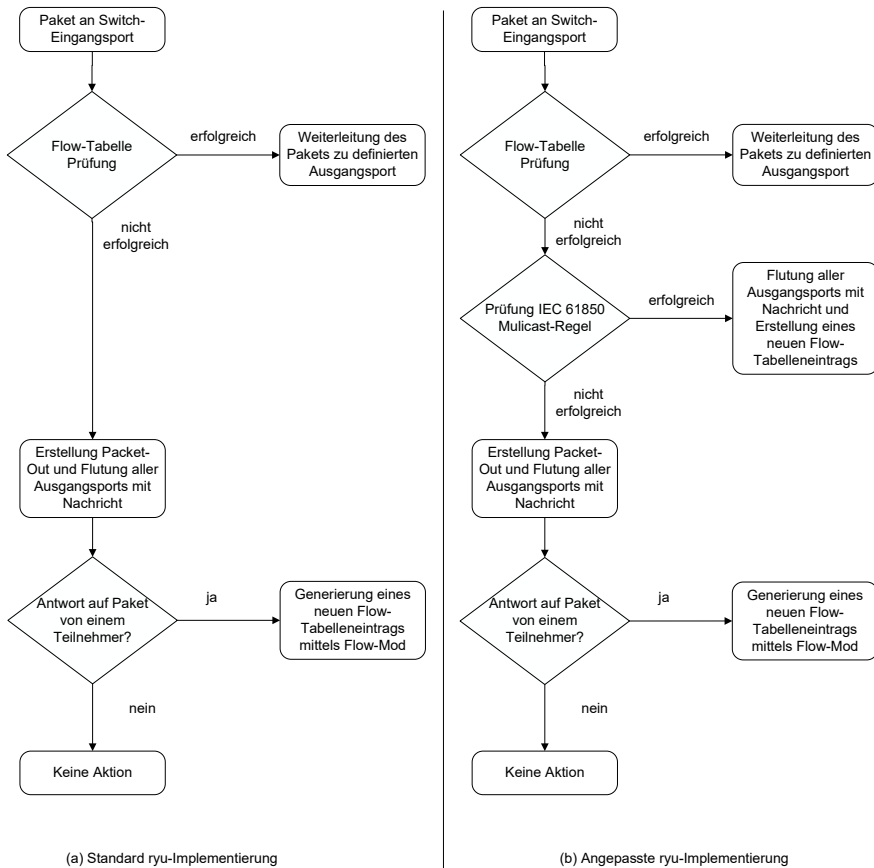 Paket an Switch-
Eingangsport
Flow-Tabelle
Prüfung
erfolgreich
Weiterleitung des
Pakets zu definierten
Ausgangsport
nicht
erfolgreich
Erstellung Packet-
Out und Flutung aller
Ausgangsports mit
Nachricht
Antwort auf Paket
von einem
Teilnehmer?
ja
Generierung eines
neuen Flow-
Tabelleneintrags
mittels Flow-Mod
nein
Keine Aktion
(a) Standard ryu-Implementierung
Paket an Switch-
Eingangsport
Flow-Tabelle
Prüfung
erfolgreich
Weiterleitung des
Pakets zu definierten
Ausgangsport
nicht
erfolgreich
Prüfung IEC 61850
Mulicast-Regel
erfolgreich
Flutung aller
Ausgangsports mit
Nachricht und
Erstellung eines
neuen Flow-
Tabelleneintrags
nicht
erfolgreich
Erstellung Packet-
Out und Flutung aller
Ausgangsports mit
Nachricht
Antwort auf Paket
von einem
Teilnehmer?
ja
Generierung eines
neuen Flow-
Tabelleneintrags
mittels Flow-Mod
nein
Keine Aktion
(b) Angepasste ryu-Implementierung